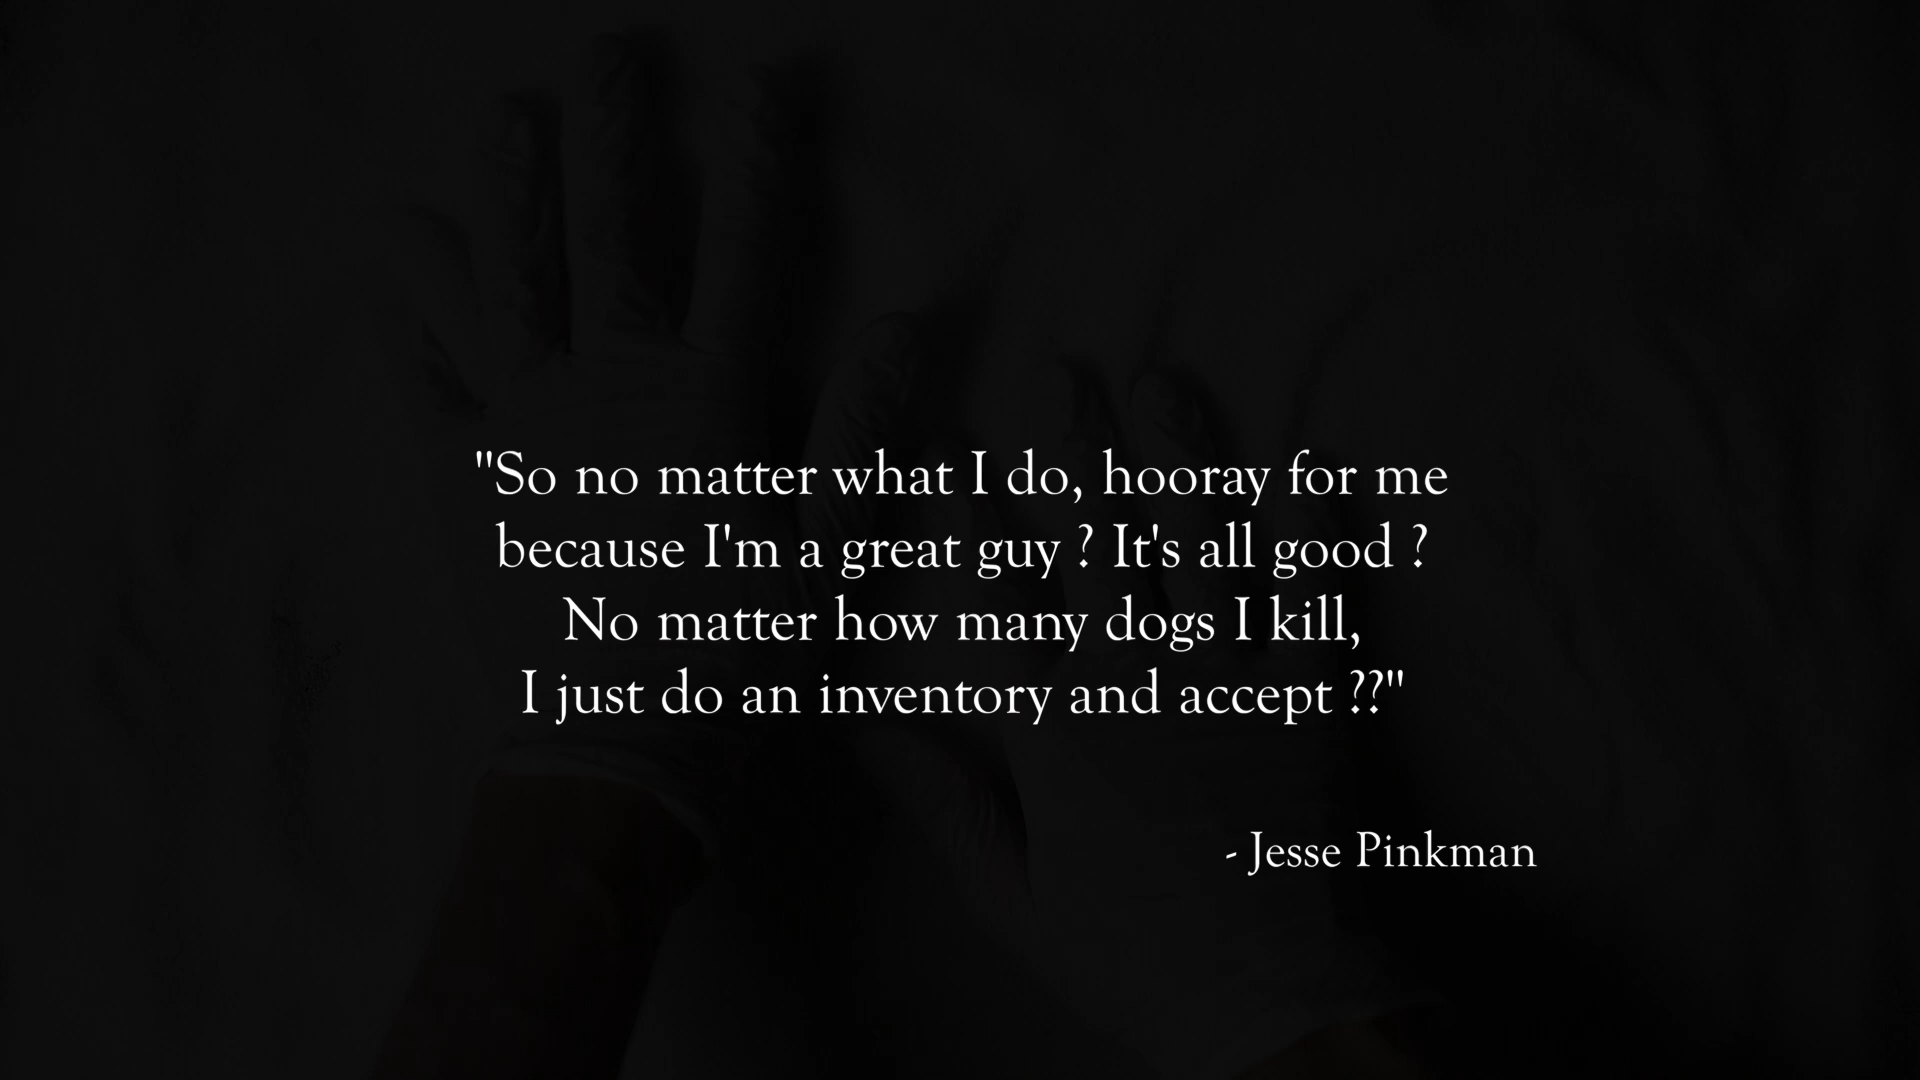 "So no matter what I do, hooray for me
because I'm a great guy ? It's all good ?
No matter how many dogs I kill,
I just do an inventory and accept ??"
- Jesse Pinkman